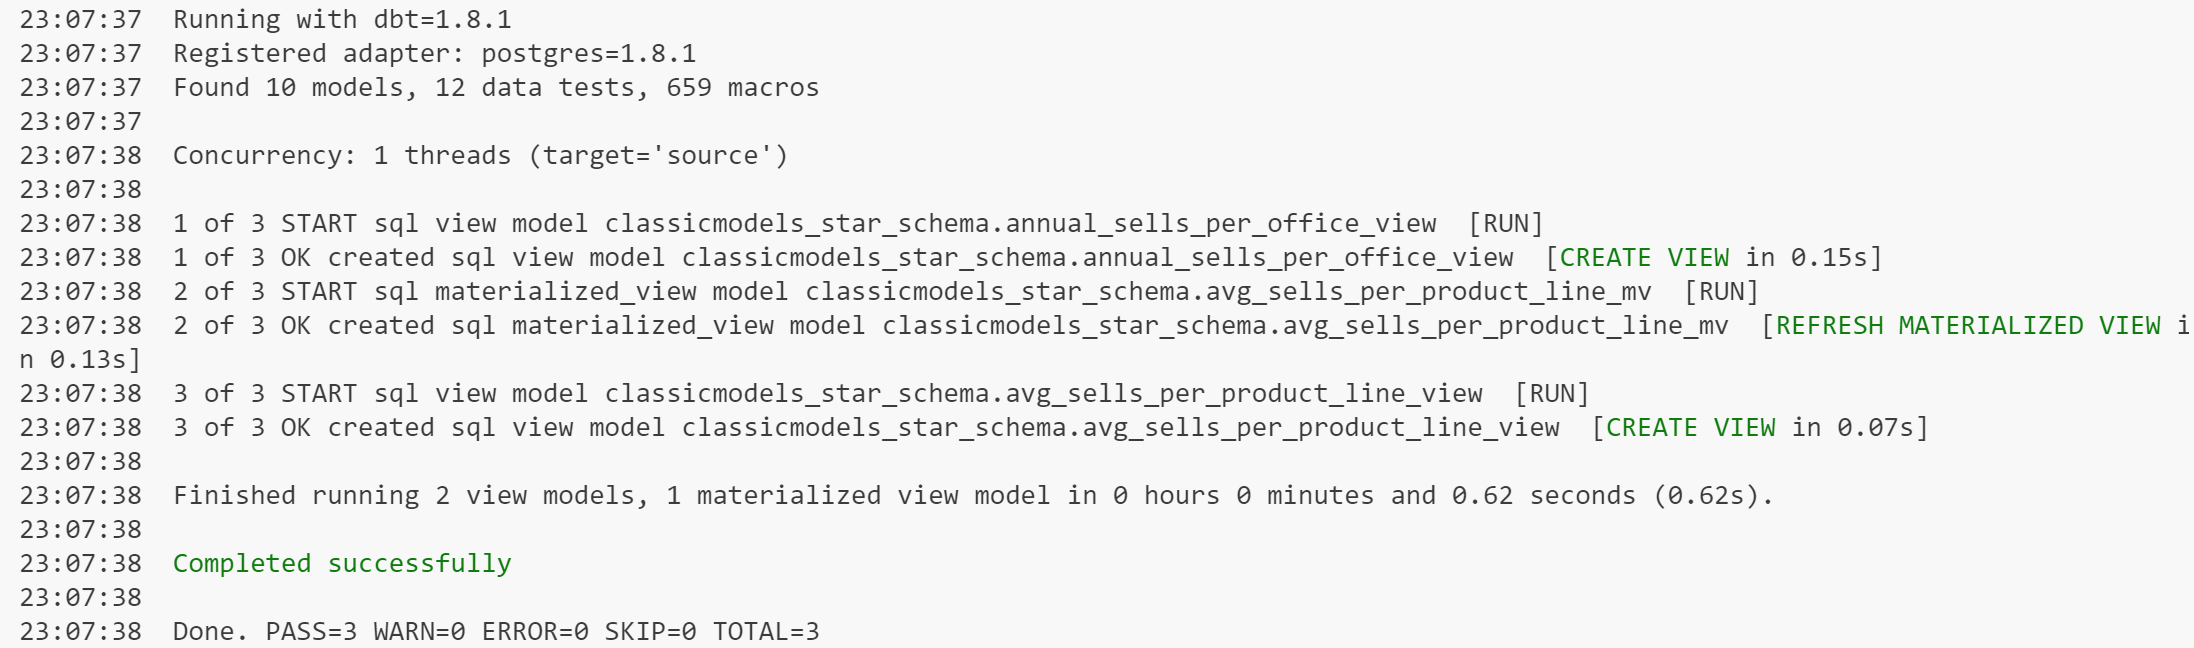 23:07:37  Running with dbt=1.8.1
23:07:37  Registered adapter: postgres=1.8.1
23:07:37  Found 10 models, 12 data tests, 659 macros
23:07:37
23:07:38  Concurrency: 1 threads (target='source')
23:07:38
23:07:38  1 of 3 START sql view model classicmodels_star_schema.annual_sells_per_office_view  [RUN]
23:07:38  1 of 3 OK created sql view model classicmodels_star_schema.annual_sells_per_office_view  [CREATE VIEW in 0.15s]
23:07:38  2 of 3 START sql materialized_view model classicmodels_star_schema.avg_sells_per_product_line_mv  [RUN]
23:07:38  2 of 3 OK created sql materialized_view model classicmodels_star_schema.avg_sells_per_product_line_mv  [REFRESH MATERIALIZED VIEW i
n 0.13s]
23:07:38  3 of 3 START sql view model classicmodels_star_schema.avg_sells_per_product_line_view  [RUN]
23:07:38  3 of 3 OK created sql view model classicmodels_star_schema.avg_sells_per_product_line_view  [CREATE VIEW in 0.07s]
23:07:38
23:07:38  Finished running 2 view models, 1 materialized view model in 0 hours 0 minutes and 0.62 seconds (0.62s).
23:07:38
23:07:38  Completed successfully
23:07:38
23:07:38  Done. PASS=3 WARN=0 ERROR=0 SKIP=0 TOTAL=3